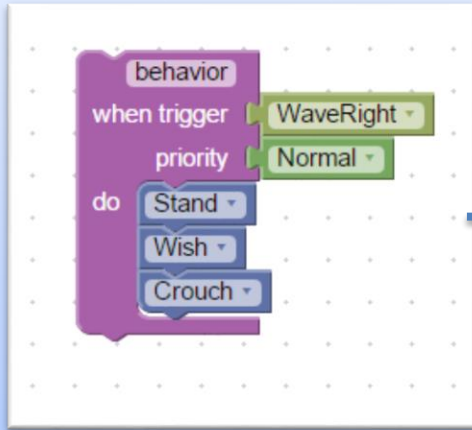 behavior
when trigger WaveRight
priority Normal
do Stand
Wish
Crouch